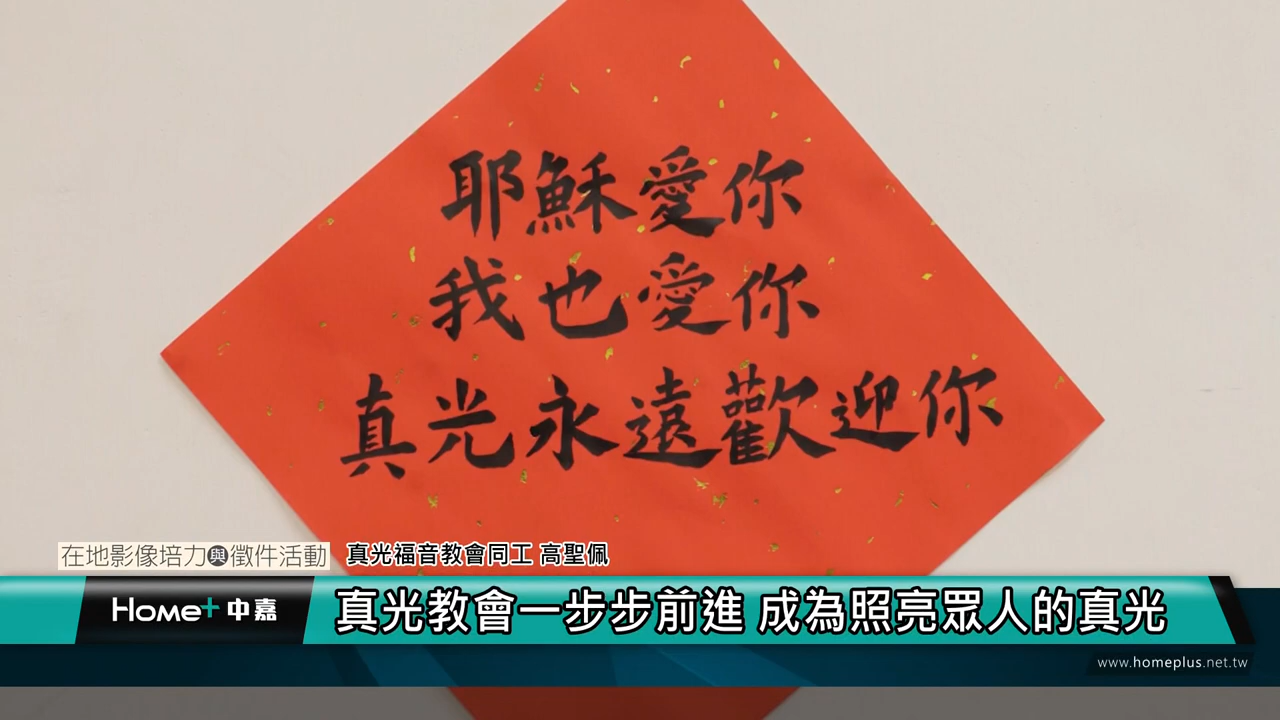 耶穌愛你
我也愛你
真光永遠歡迎你
在地影像培力與徵件活動
真光福音教會同工 高聖佩
Home+中嘉
真光教會一步步前進 成為照亮眾人的真光
www.homeplus.net.tw